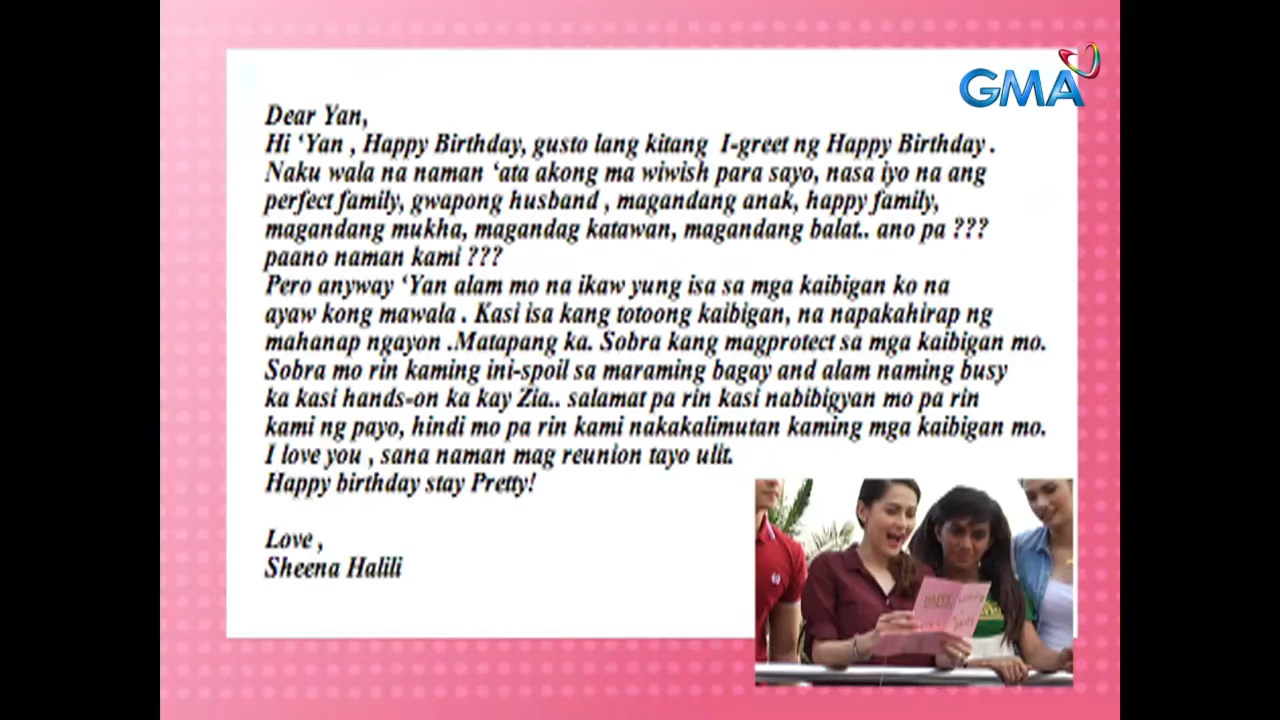 GMA
Dear Yan,
Hi ‘Yan , Happy Birthday, gusto lang kitang I-greet ng Happy Birthday .
Naku wala na naman ‘ata akong ma wiwish para sayo, nasa iyo na ang
perfect family, gwapong husband , magandang anak, happy family,
magandang mukha, magandag katawan, magandang balat.. ano pa ???
paano naman kami ???
Pero anyway ‘Yan alam mo na ikaw yung isa sa mga kaibigan ko na
ayaw kong mawala . Kasi isa kang totoong kaibigan, na napakahirap ng
mahanap ngayon .Matapang ka. Sobra kang magprotect sa mga kaibigan mo.
Sobra mo rin kaming ini-spoil sa maraming bagay and alam naming busy
ka kasi hands-on ka kay Zia.. salamat pa rin kasi nabibigyan mo pa rin
kami ng payo, hindi mo pa rin kami nakakalimutan kaming mga kaibigan mo.
I love you , sana naman mag reunion tayo ulit.
Happy birthday stay Pretty!
Love ,
Sheena Halili